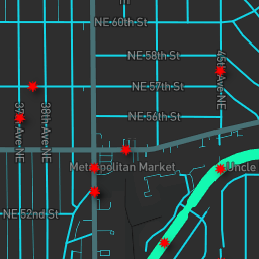 NE 60th St
NE 58th St
45th Ave NE
NE 57th St
37th Ave NE
38th Ave NE
NE 56th St
Metropolitan Market
Uncle
NE 52nd St